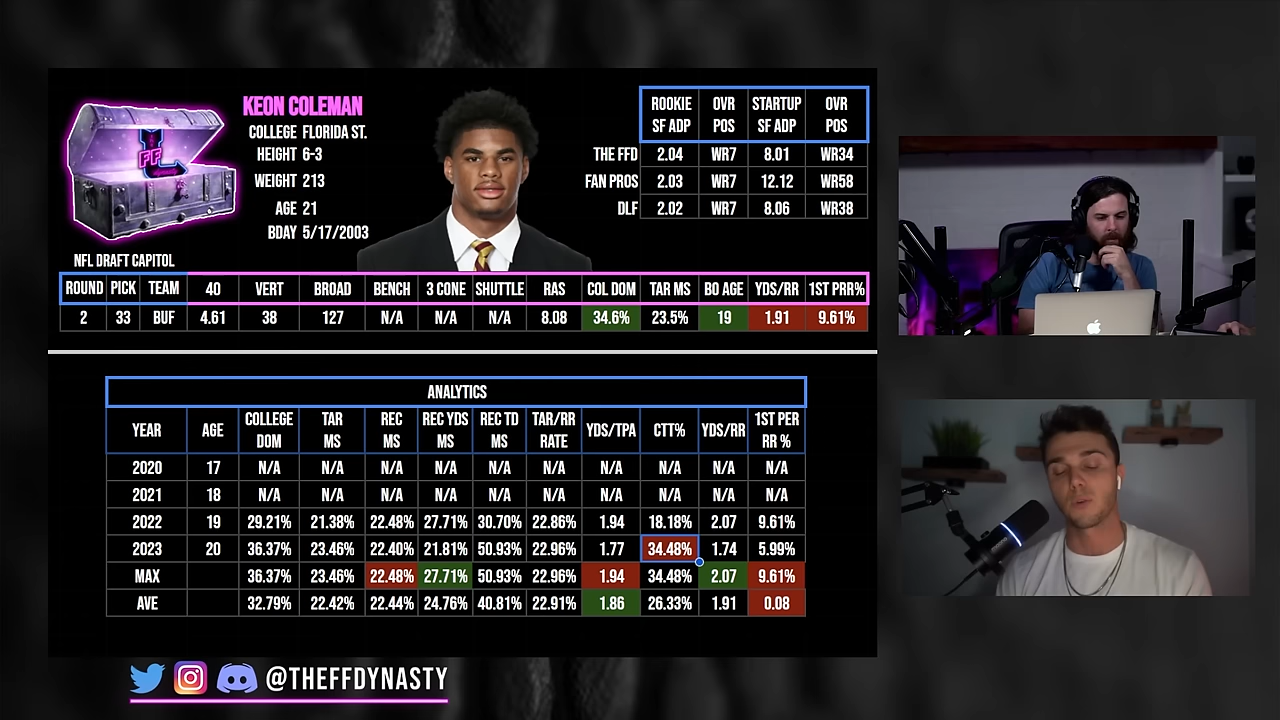 KEON COLEMAN
COLLEGE FLORIDA ST.
HEIGHT 6-3
WEIGHT 213
AGE 21
BDAY 5/17/2003
FF
ROOKIE SF ADP OVR POS STARTUP SF ADP OVR POS
THE FFD 2.04 WR7 8.01 WR34
FAN PROS 2.03 WR7 12.12 WR58
DLF 2.02 WR7 8.06 WR38
NFL DRAFT CAPITOL
ROUND PICK TEAM 40 VERT BROAD BENCH 3 CONE SHUTTLE RAS COL DOM TAR MS BO AGE YDS/RR 1ST PRR%
2 33 BUF 4.61 38 127 N/A N/A N/A 8.08 34.6% 23.5% 19 1.91 9.61%
ANALYTICS
YEAR AGE COLLEGE DOM TAR MS REC MS REC YDS MS REC TD MS TAR/RR RATE YDS/TPA CTT% YDS/RR 1ST PER RR %
2020 17 N/A N/A N/A N/A N/A N/A N/A N/A N/A N/A
2021 18 N/A N/A N/A N/A N/A N/A N/A N/A N/A N/A
2022 19 29.21% 21.38% 22.48% 27.71% 30.70% 22.86% 1.94 18.18% 2.07 9.61%
2023 20 36.37% 23.46% 22.40% 21.81% 50.93% 22.96% 1.77 34.48% 1.74 5.99%
MAX 36.37% 23.46% 22.48% 27.71% 50.93% 22.96% 1.94 34.48% 2.07 9.61%
AVE 32.79% 22.42% 22.44% 24.76% 40.81% 22.91% 1.86 26.33% 1.91 0.08
@THEFFDYNASTY